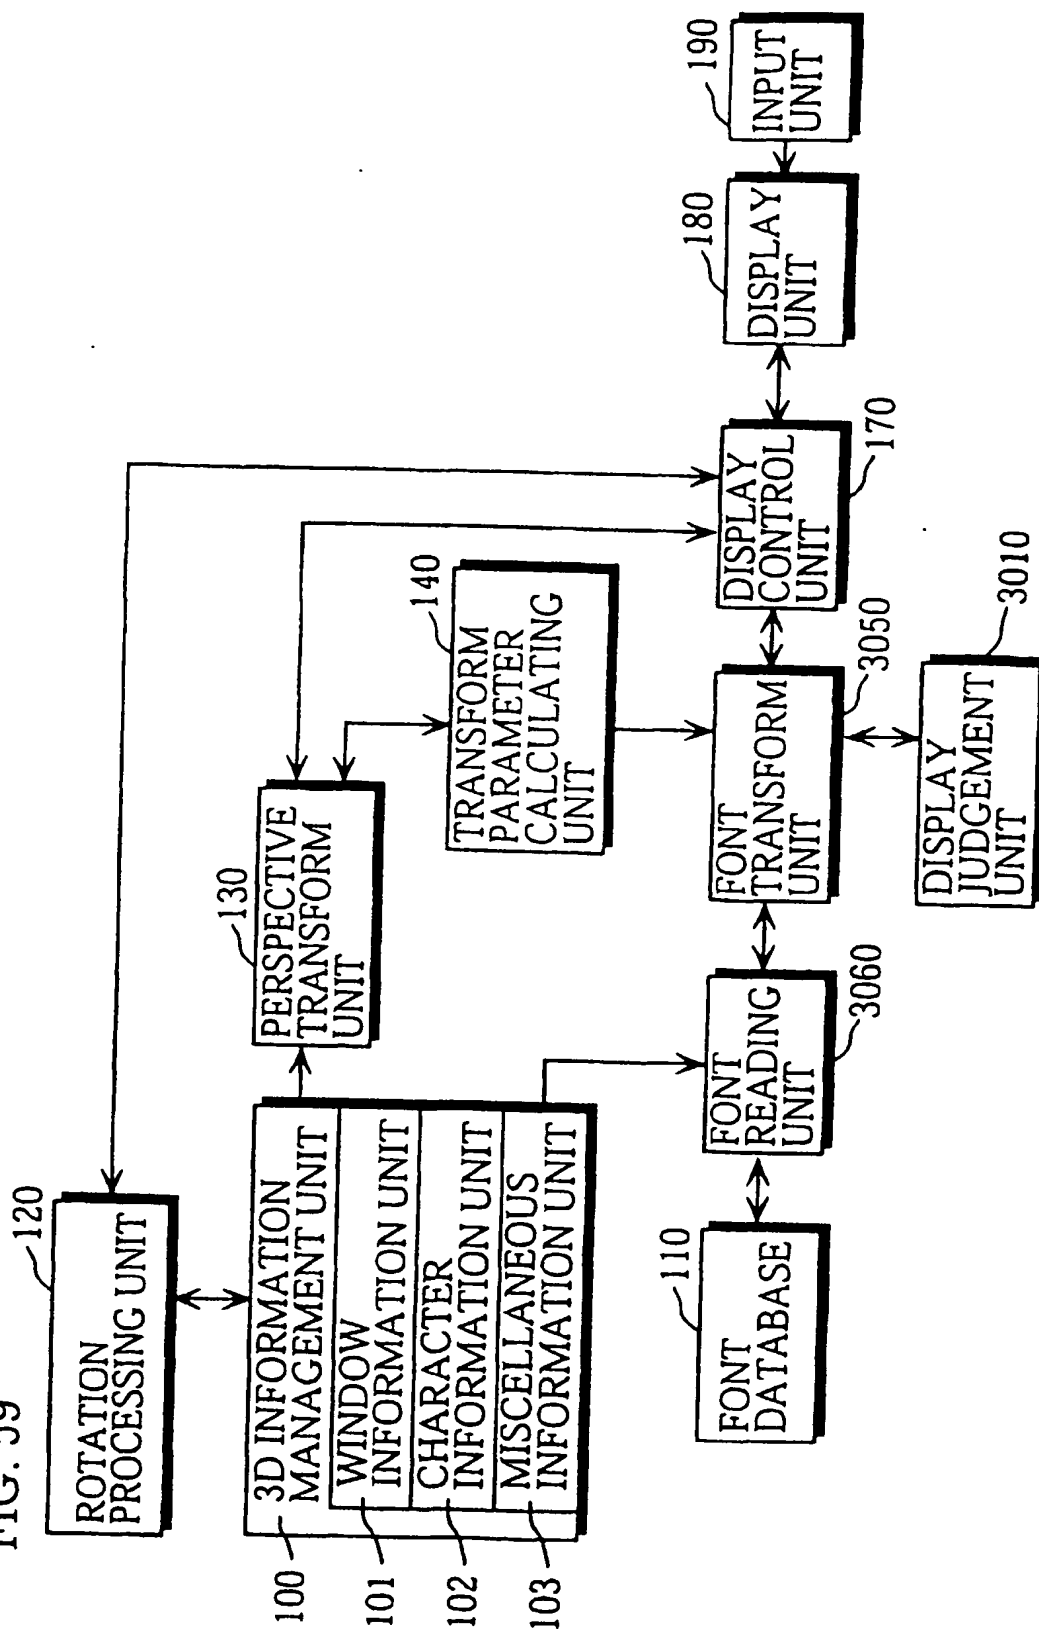 FIG. 59
120
ROTATION
PROCESSING UNIT
100
3D INFORMATION
MANAGEMENT UNIT
101
WINDOW
INFORMATION UNIT
102
CHARACTER
INFORMATION UNIT
103
MISCELLANEOUS
INFORMATION UNIT
130
PERSPECTIVE
TRANSFORM
UNIT
140
TRANSFORM
PARAMETER
CALCULATING
UNIT
110
FONT
DATABASE
FONT
READING
UNIT
3060
FONT
TRANSFORM
UNIT
3050
DISPLAY
JUDGEMENT
UNIT
3010
DISPLAY
CONTROL
UNIT
170
180
DISPLAY
UNIT
190
INPUT
UNIT